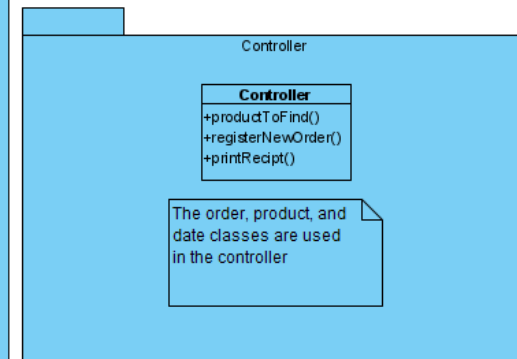 Controller
Controller
+productToFind()
+registerNewOrder()
+printRecipt()
The order, product, and
date classes are used
in the controller